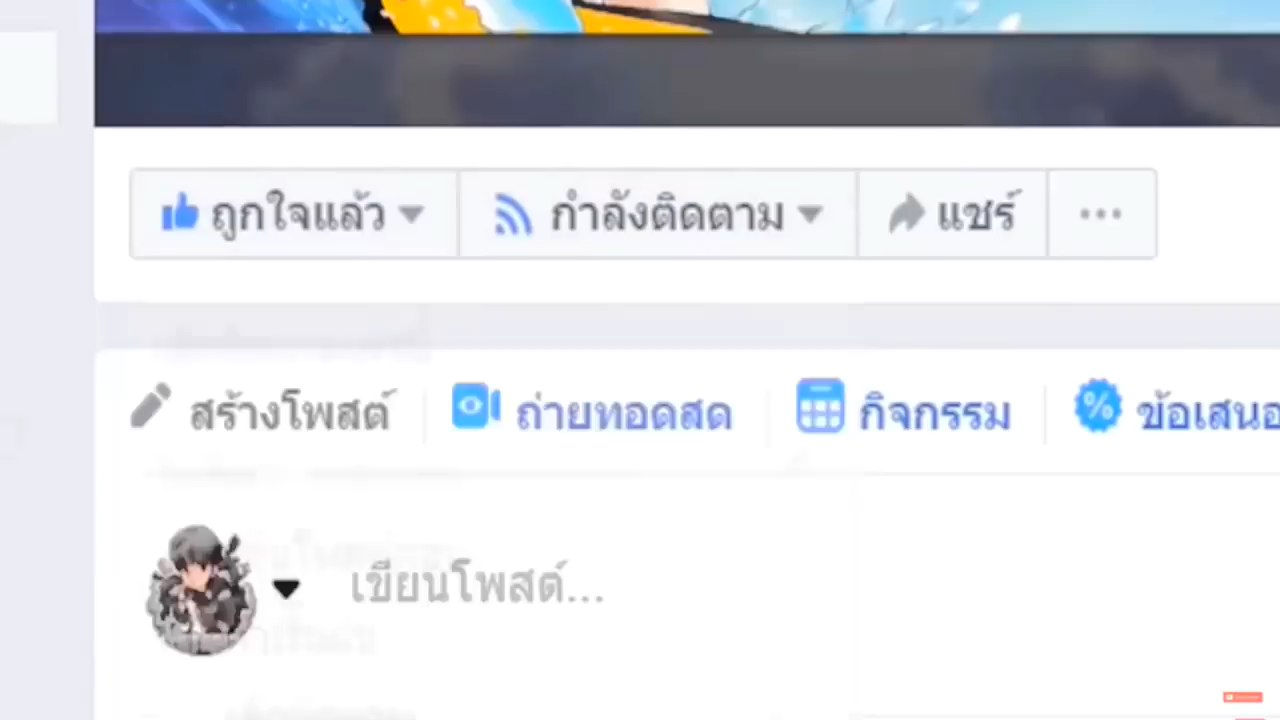 ถูกใจแล้ว กำลังติดตาม แชร์
สร้างโพสต์ ถ่ายทอดสด กิจกรรม ข้อเสนอ
เขียนโพสต์...